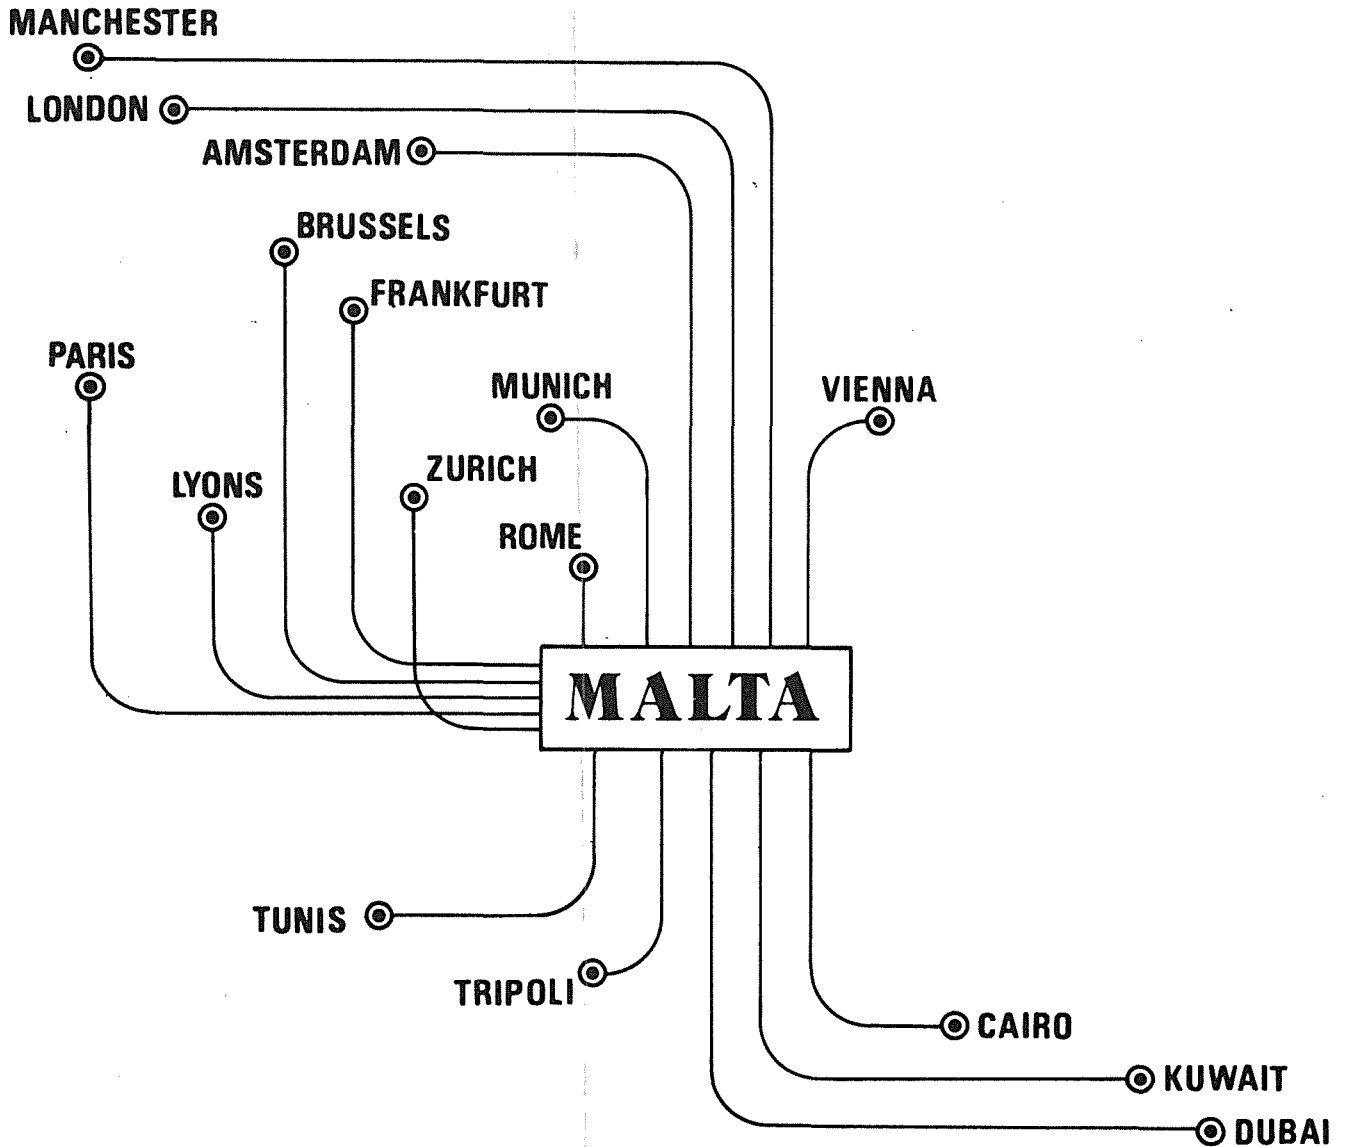 MANCHESTER
LONDON
AMSTERDAM
BRUSSELS
FRANKFURT
PARIS
MUNICH
VIENNA
ZURICH
LYONS
ROME
MALTA
TUNIS
TRIPOLI
CAIRO
KUWAIT
DUBAI